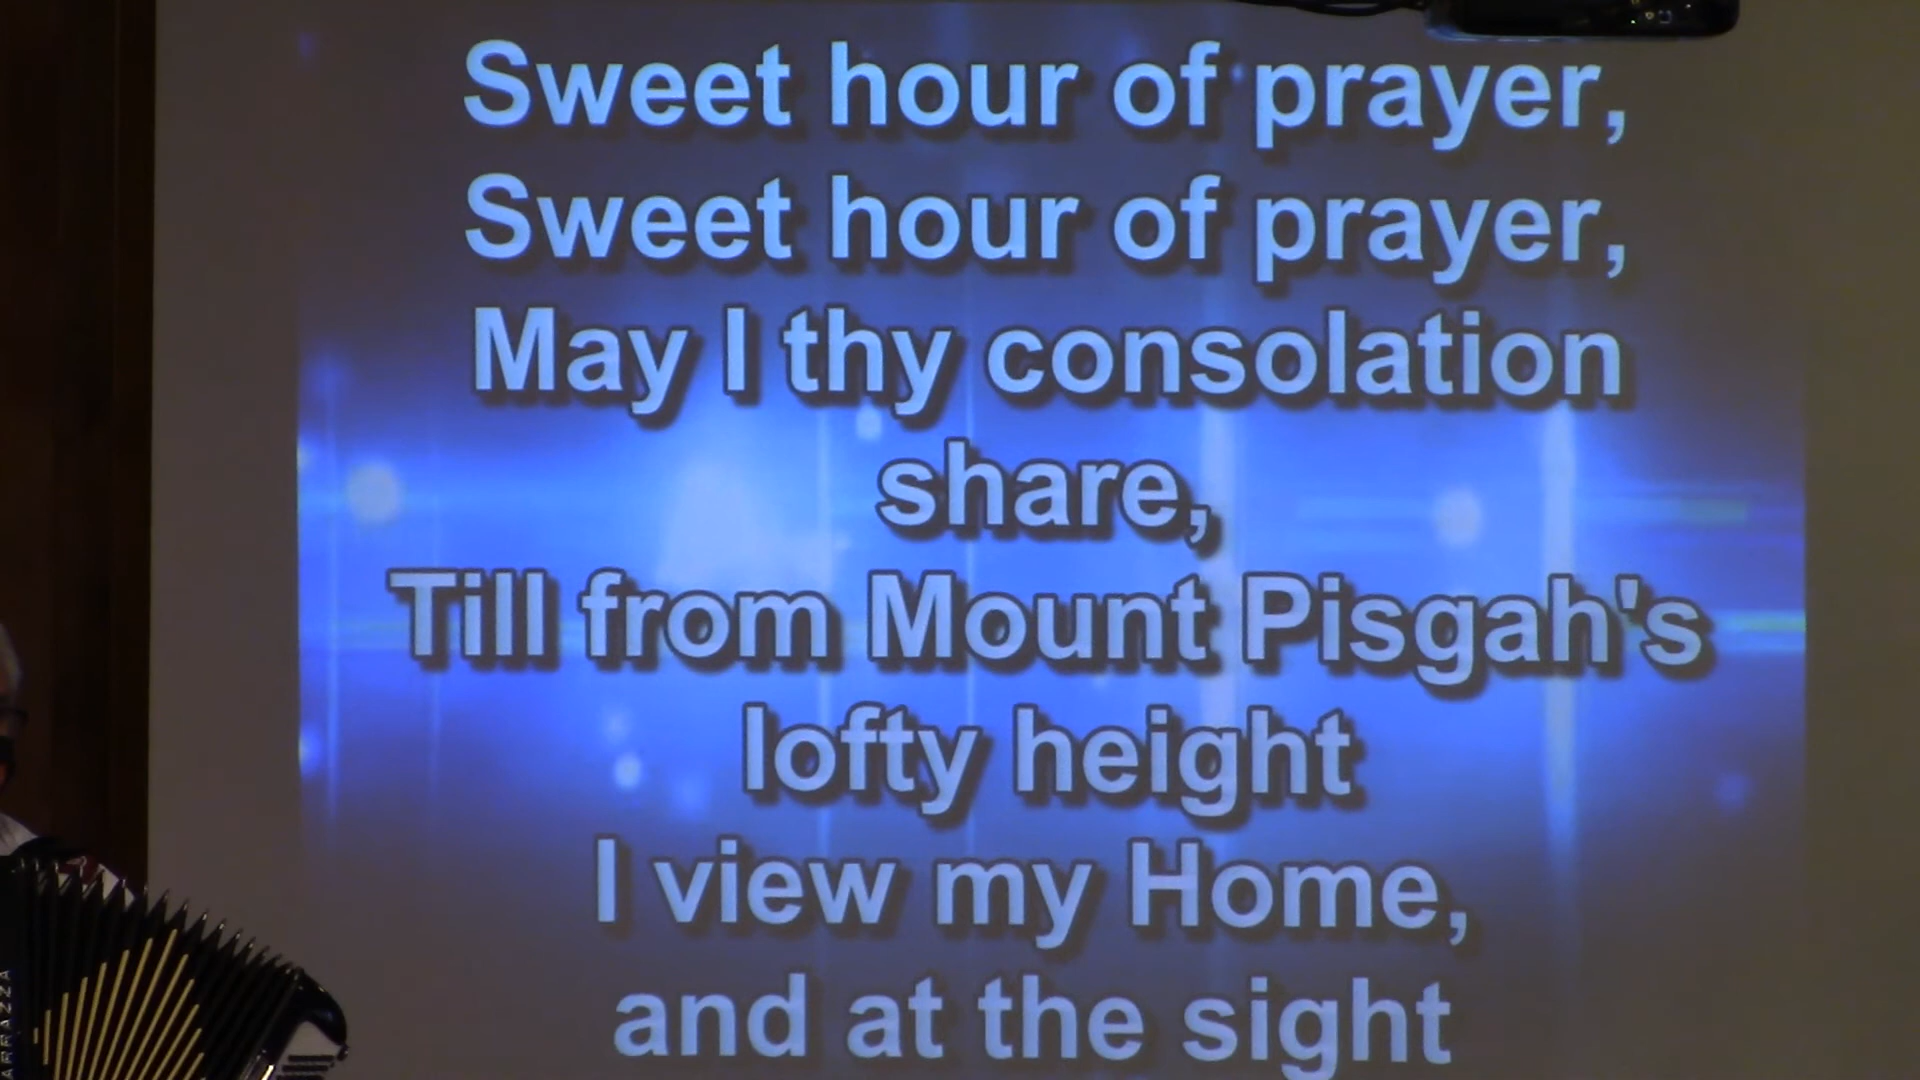 Sweet hour of prayer,
Sweet hour of prayer,
May I thy consolation
share,
Till from Mount Pisgah's
lofty height
I view my Home,
and at the sight